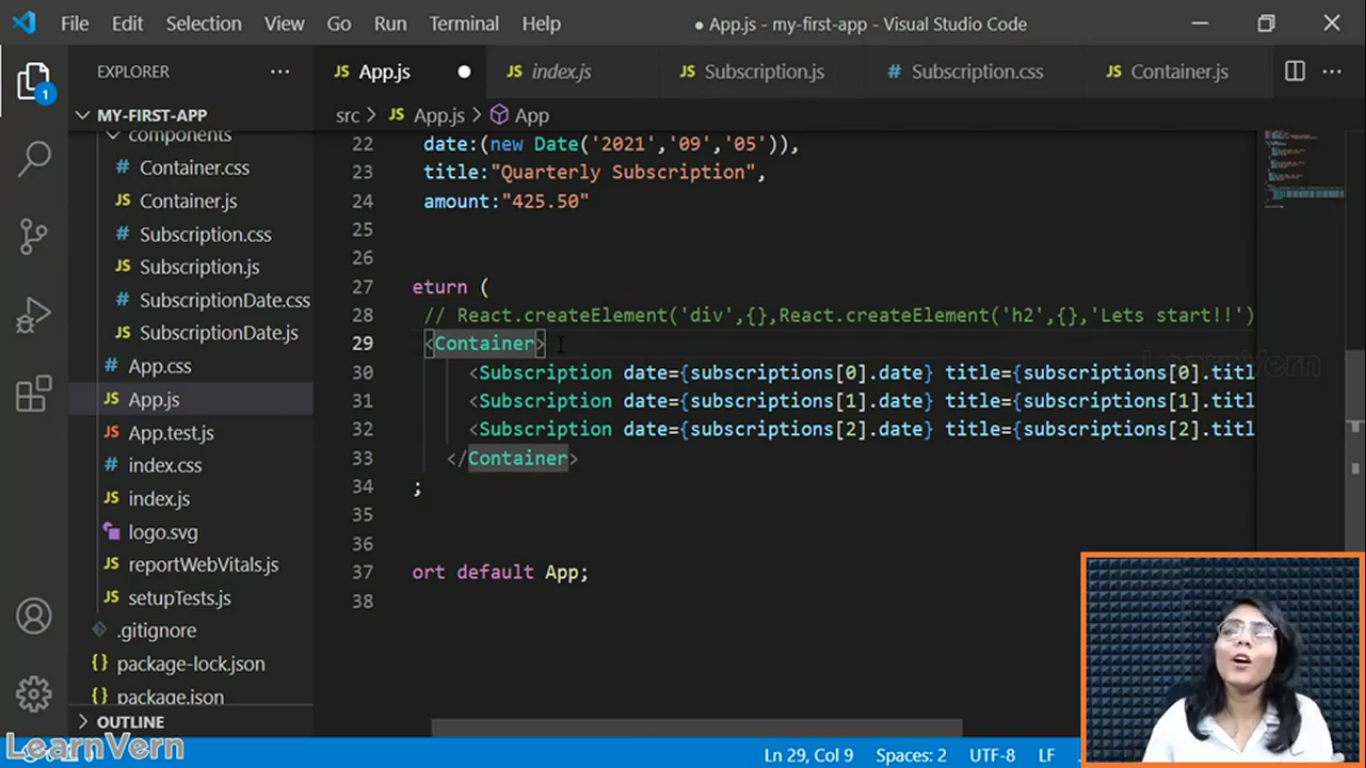 File Edit Selection View Go Run Terminal Help ● App.js - my-first-app - Visual Studio Code
EXPLORER ···
JS App.js ●
JS index.js
JS Subscription.js
# Subscription.css
JS Container.js
1
MY-FIRST-APP
src > JS App.js > App
components
# Container.css
JS Container.js
# Subscription.css
JS Subscription.js
# SubscriptionDate.css
JS SubscriptionDate.js
# App.css
JS App.js
JS App.test.js
# index.css
JS index.js
logo.svg
JS reportWebVitals.js
JS setupTests.js
.gitignore
{} package-lock.json
{} package.json
OUTLINE
22 date:(new Date('2021','09','05')),
23 title:"Quarterly Subscription",
24 amount:"425.50"
25
26
27 eturn (
28 // React.createElement('div',{},React.createElement('h2',{},'Lets start!!')
29 <Container>
30 <Subscription date={subscriptions[0].date} title={subscriptions[0].titl
31 <Subscription date={subscriptions[1].date} title={subscriptions[1].titl
32 <Subscription date={subscriptions[2].date} title={subscriptions[2].titl
33 </Container>
34 ;
35
36
37 ort default App;
38
LearnVern
LearnVern
Ln 29, Col 9 Spaces: 2 UTF-8 LF